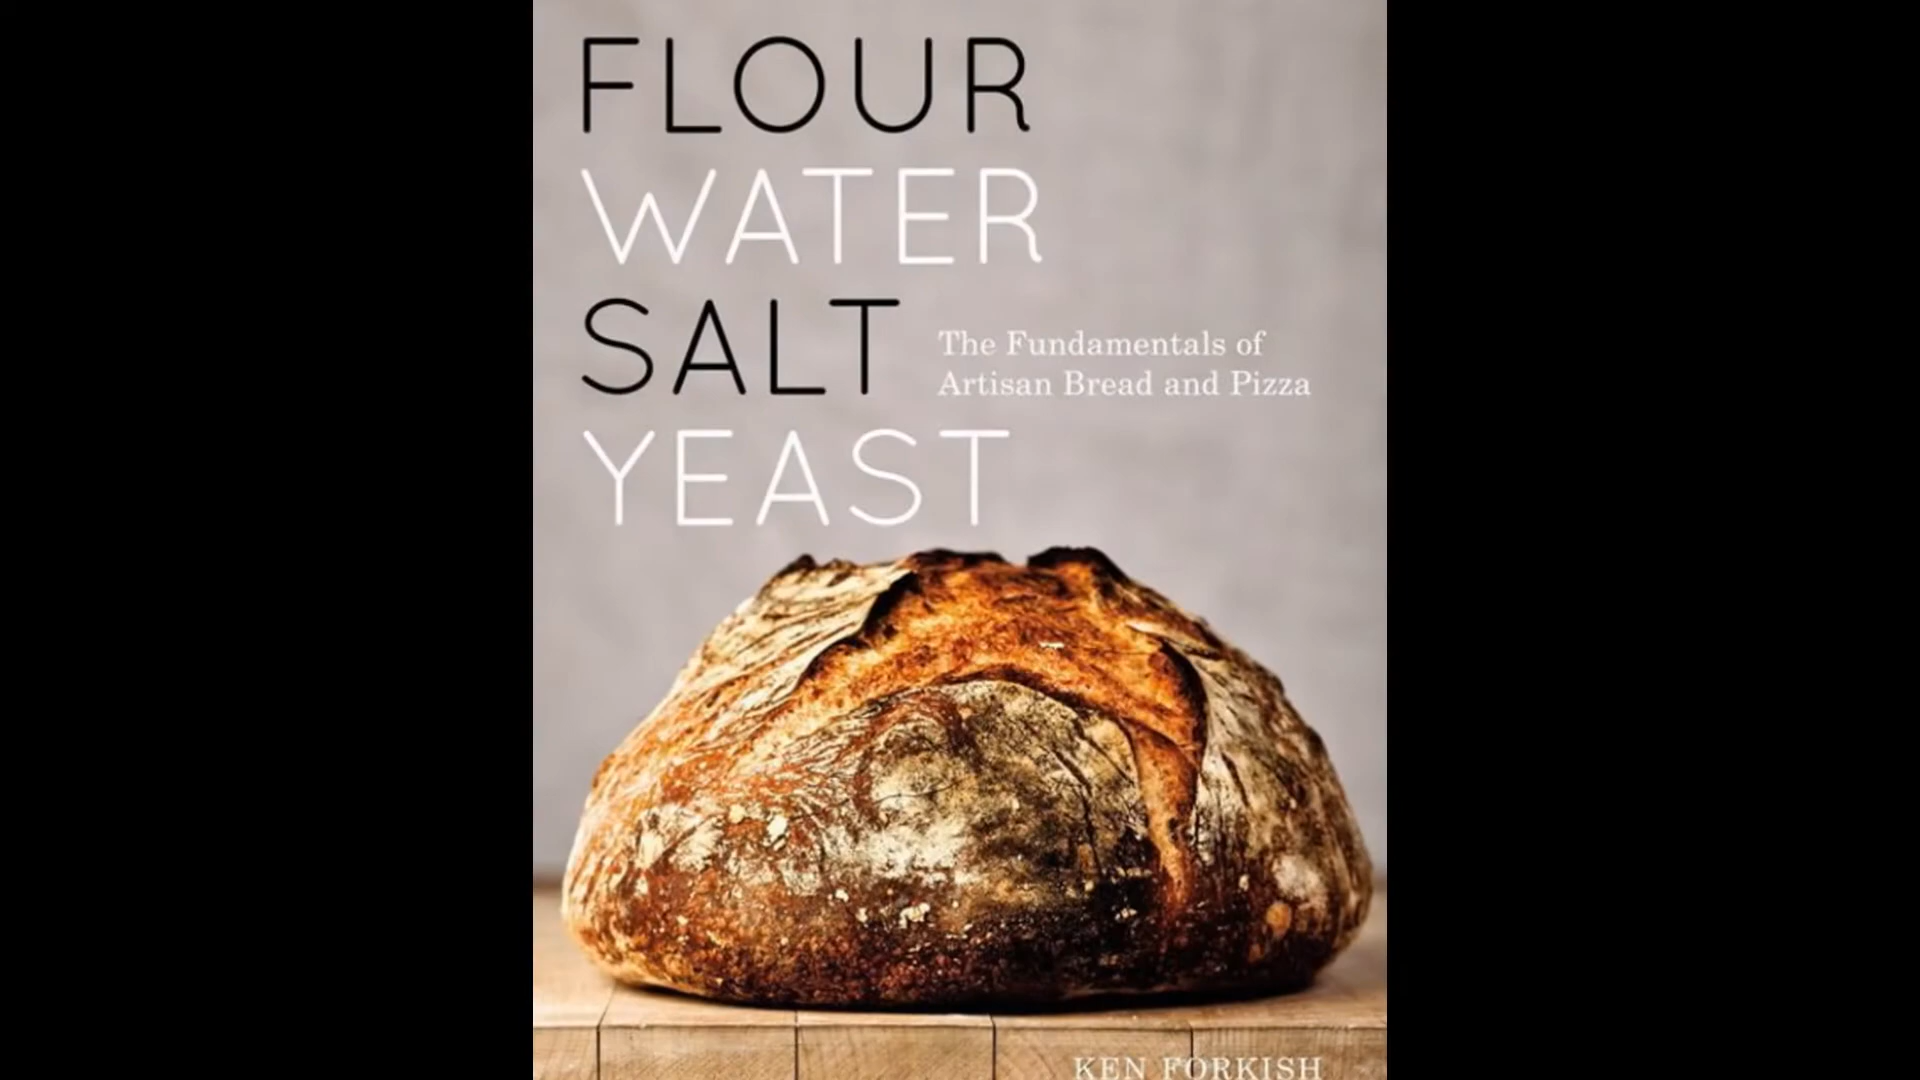 FLOUR
WATER
SALT
The Fundamentals of
Artisan Bread and Pizza
YEAST
KEN FORKISH